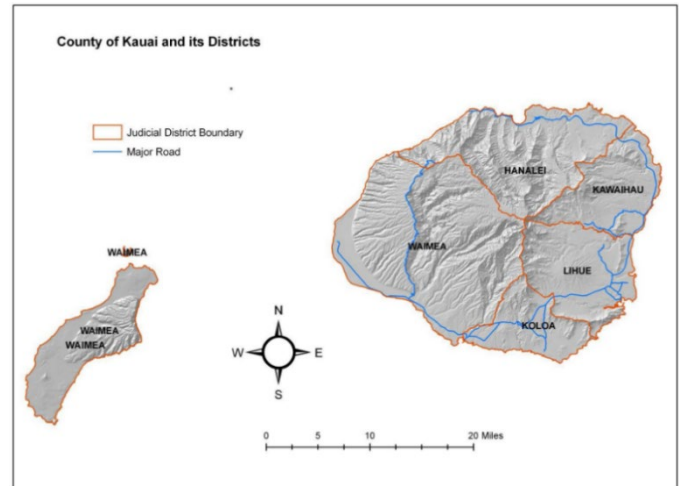 County of Kauai and its Districts
Judicial District Boundary
Major Road
HANALEI
KAWAIHAU
WAIMEA
WAIMEA
LIHUE
WAIMEA
WAIMEA
KOLOA
N
W
E
S
0 5 10 20 Miles